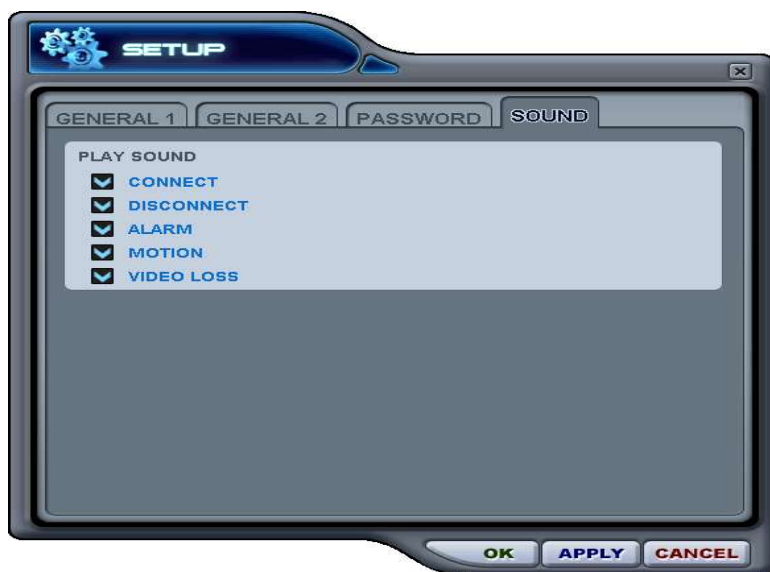 SETUP
GENERAL 1 GENERAL 2 PASSWORD SOUND
PLAY SOUND
CONNECT
DISCONNECT
ALARM
MOTION
VIDEO LOSS
OK APPLY CANCEL